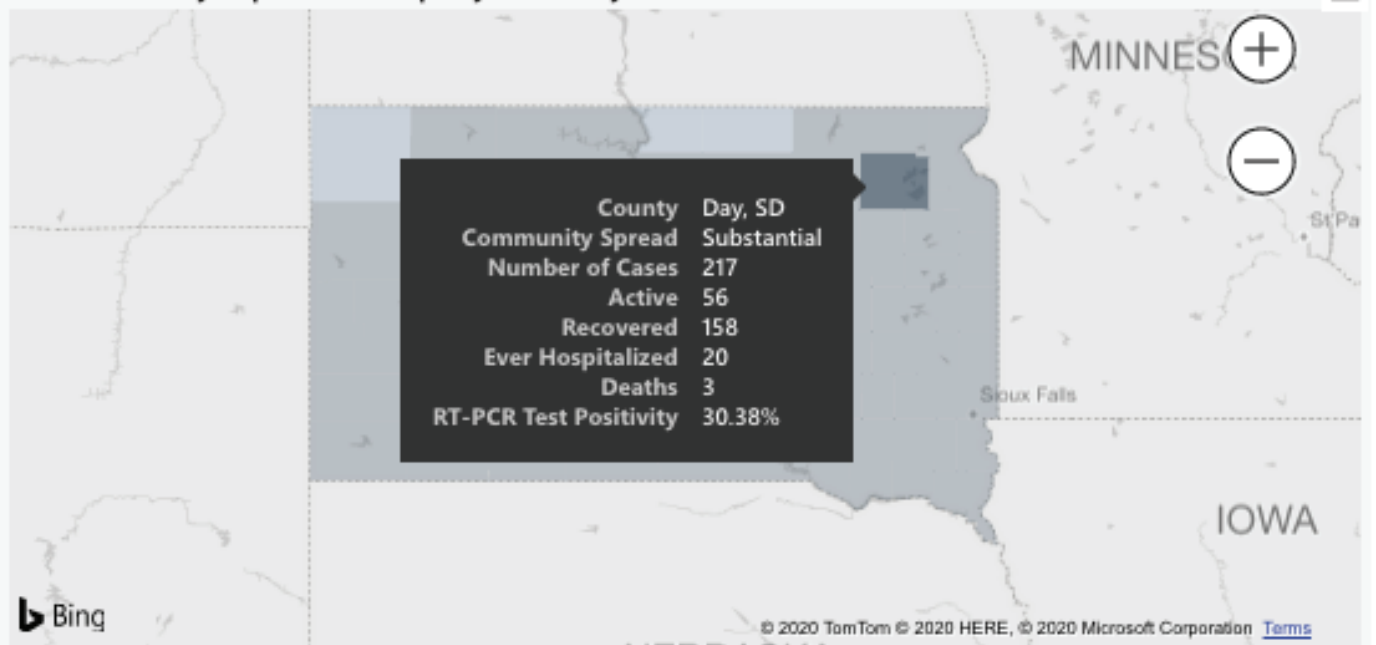 MINNES
+
−
St Pa
County Day, SD
Community Spread Substantial
Number of Cases 217
Active 56
Recovered 158
Ever Hospitalized 20
Deaths 3
RT-PCR Test Positivity 30.38%
Sioux Falls
IOWA
Bing
© 2020 TomTom © 2020 HERE, © 2020 Microsoft Corporation Terms